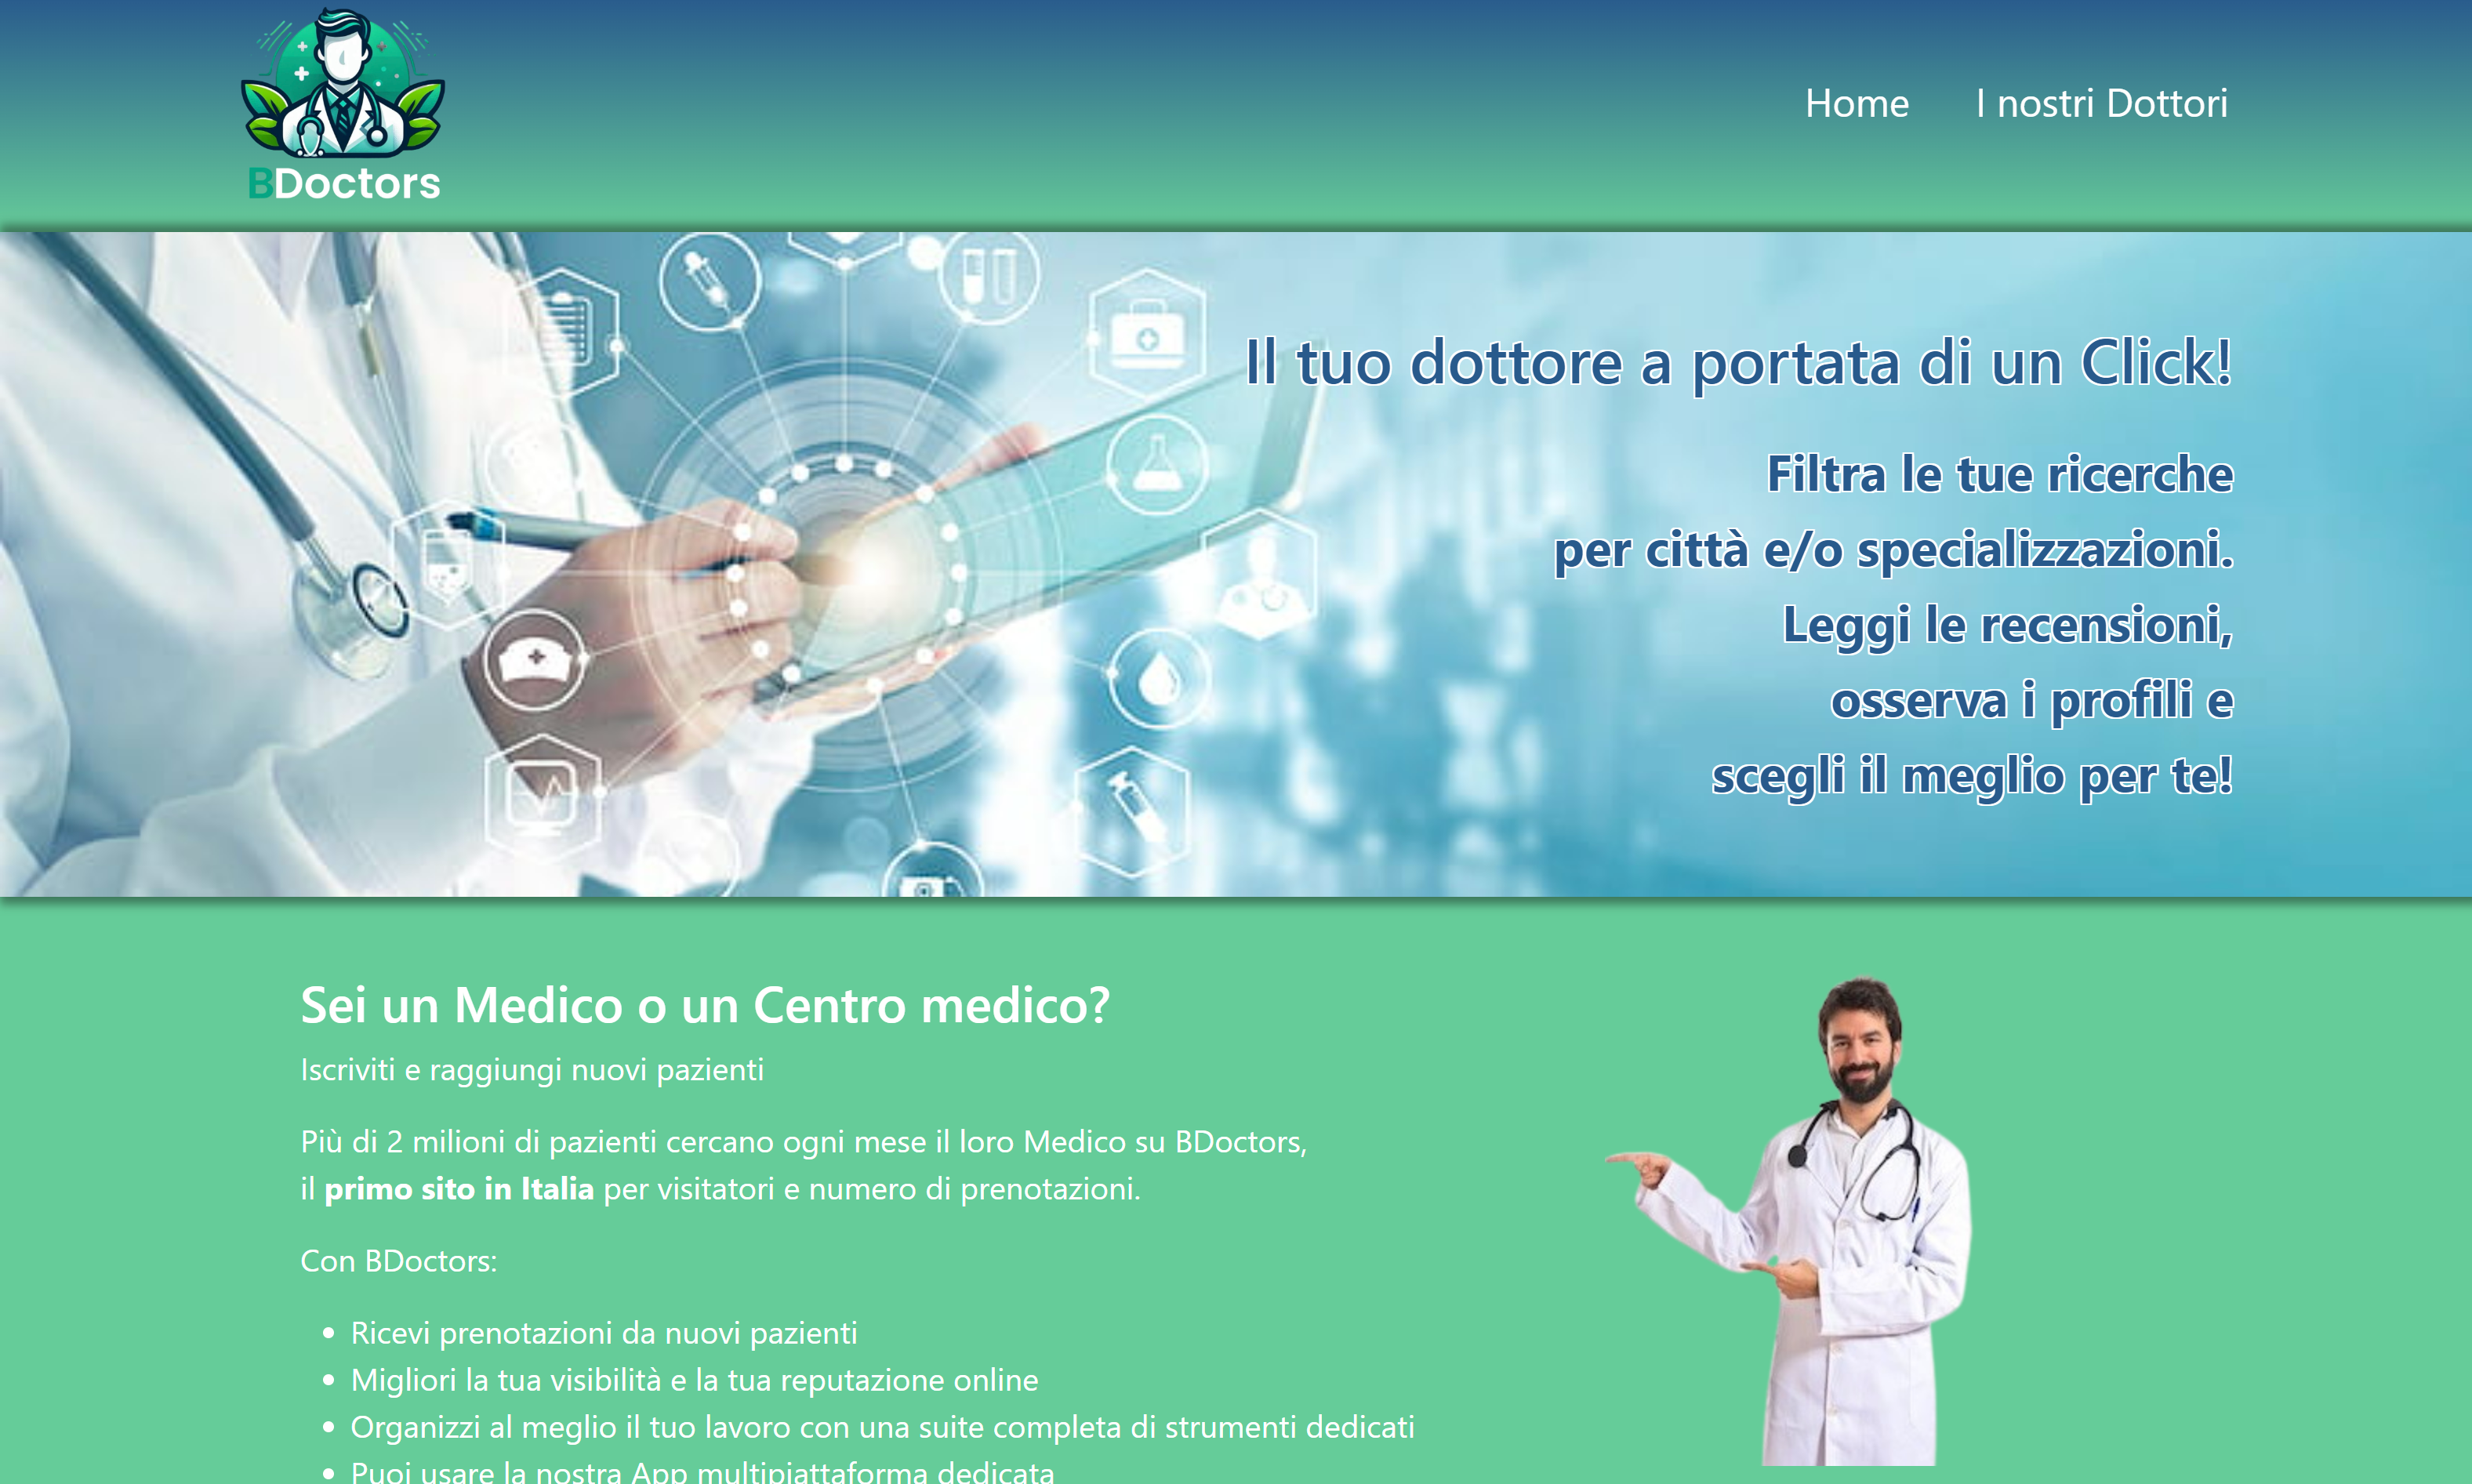 BDoctors
Home
I nostri Dottori
Il tuo dottore a portata di un Click!
Filtra le tue ricerche
per città e/o specializzazioni.
Leggi le recensioni,
osserva i profili e
scegli il meglio per te!
Sei un Medico o un Centro medico?
Iscriviti e raggiungi nuovi pazienti
Più di 2 milioni di pazienti cercano ogni mese il loro Medico su BDoctors,
il primo sito in Italia per visitatori e numero di prenotazioni.
Con BDoctors:
• Ricevi prenotazioni da nuovi pazienti
• Migliori la tua visibilità e la tua reputazione online
• Organizzi al meglio il tuo lavoro con una suite completa di strumenti dedicati
• Puoi usare la nostra App multipiattaforma dedicata